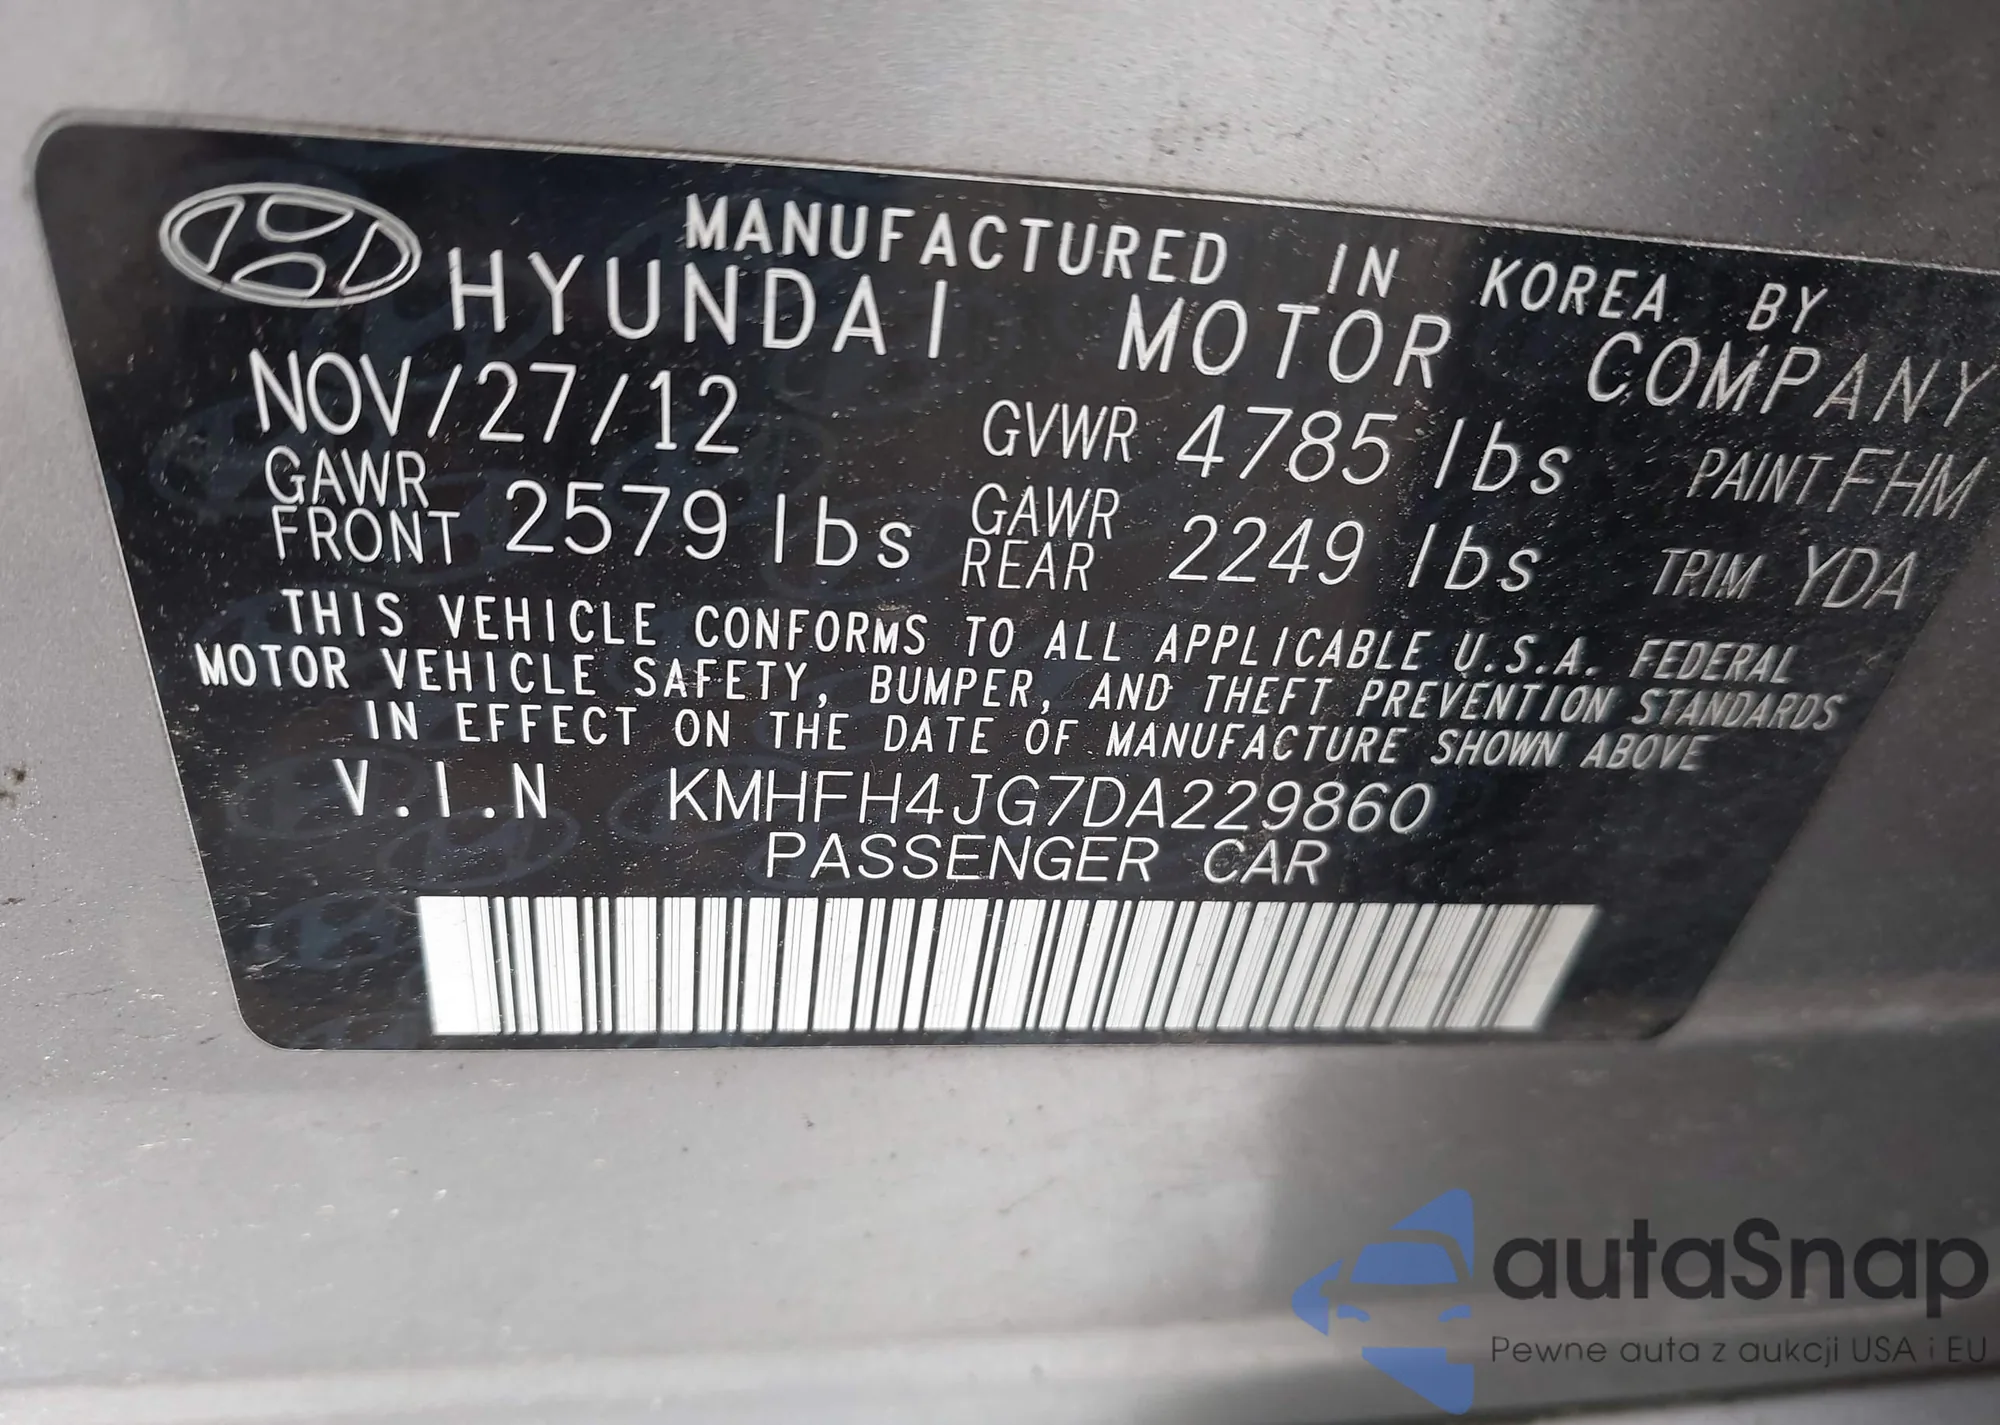 MANUFACTURED IN KOREA BY
HYUNDAI MOTOR COMPANY
NOV/27/12 GVWR 4785 lbs PAINT FHM
GAWR FRONT 2579 lbs GAWR REAR 2249 lbs TRIM YDA
THIS VEHICLE CONFORMS TO ALL APPLICABLE U.S.A. FEDERAL
MOTOR VEHICLE SAFETY, BUMPER, AND THEFT PREVENTION STANDARDS
IN EFFECT ON THE DATE OF MANUFACTURE SHOWN ABOVE
V.I.N KMHFH4JG7DA229860
PASSENGER CAR
autaSnap
Pewne auta z aukcji USA i EU